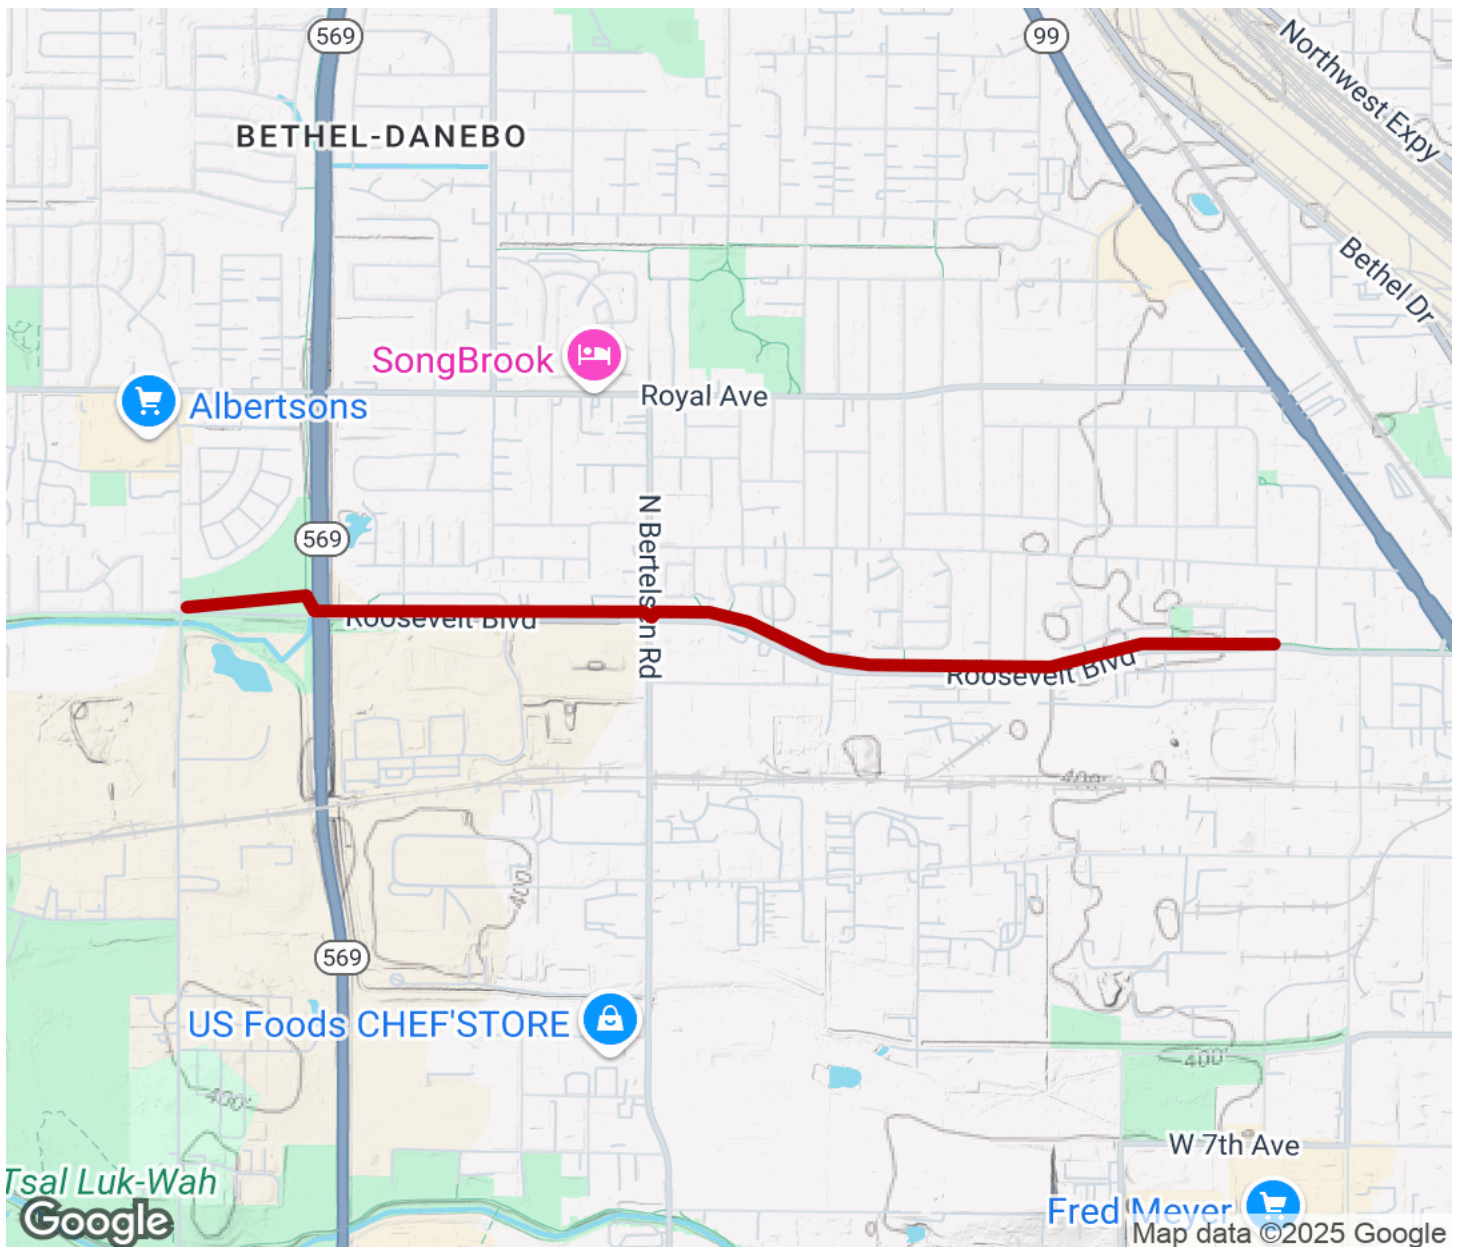 569
99
Northwest Expy
BETHEL-DANEBO
Bethel Dr
SongBrook
Royal Ave
Albertsons
N Bertelsen Rd
569
Roosevelt Blvd
Roosevelt Blvd
400'
400'
569
US Foods CHEF'STORE
400'
400'
W 7th Ave
Tsal Luk-Wah
Fred Meyer
Google
Map data ©2025 Google